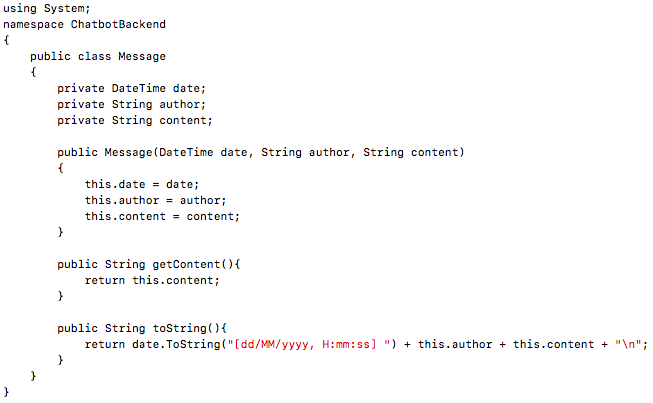 using System;
namespace ChatbotBackend
{
    public class Message
    {
        private DateTime date;
        private String author;
        private String content;

        public Message(DateTime date, String author, String content)
        {
            this.date = date;
            this.author = author;
            this.content = content;
        }

        public String getContent(){
            return this.content;
        }

        public String toString(){
            return date.ToString("[dd/MM/yyyy, H:mm:ss] ") + this.author + this.content + "\n";
        }
    }
}